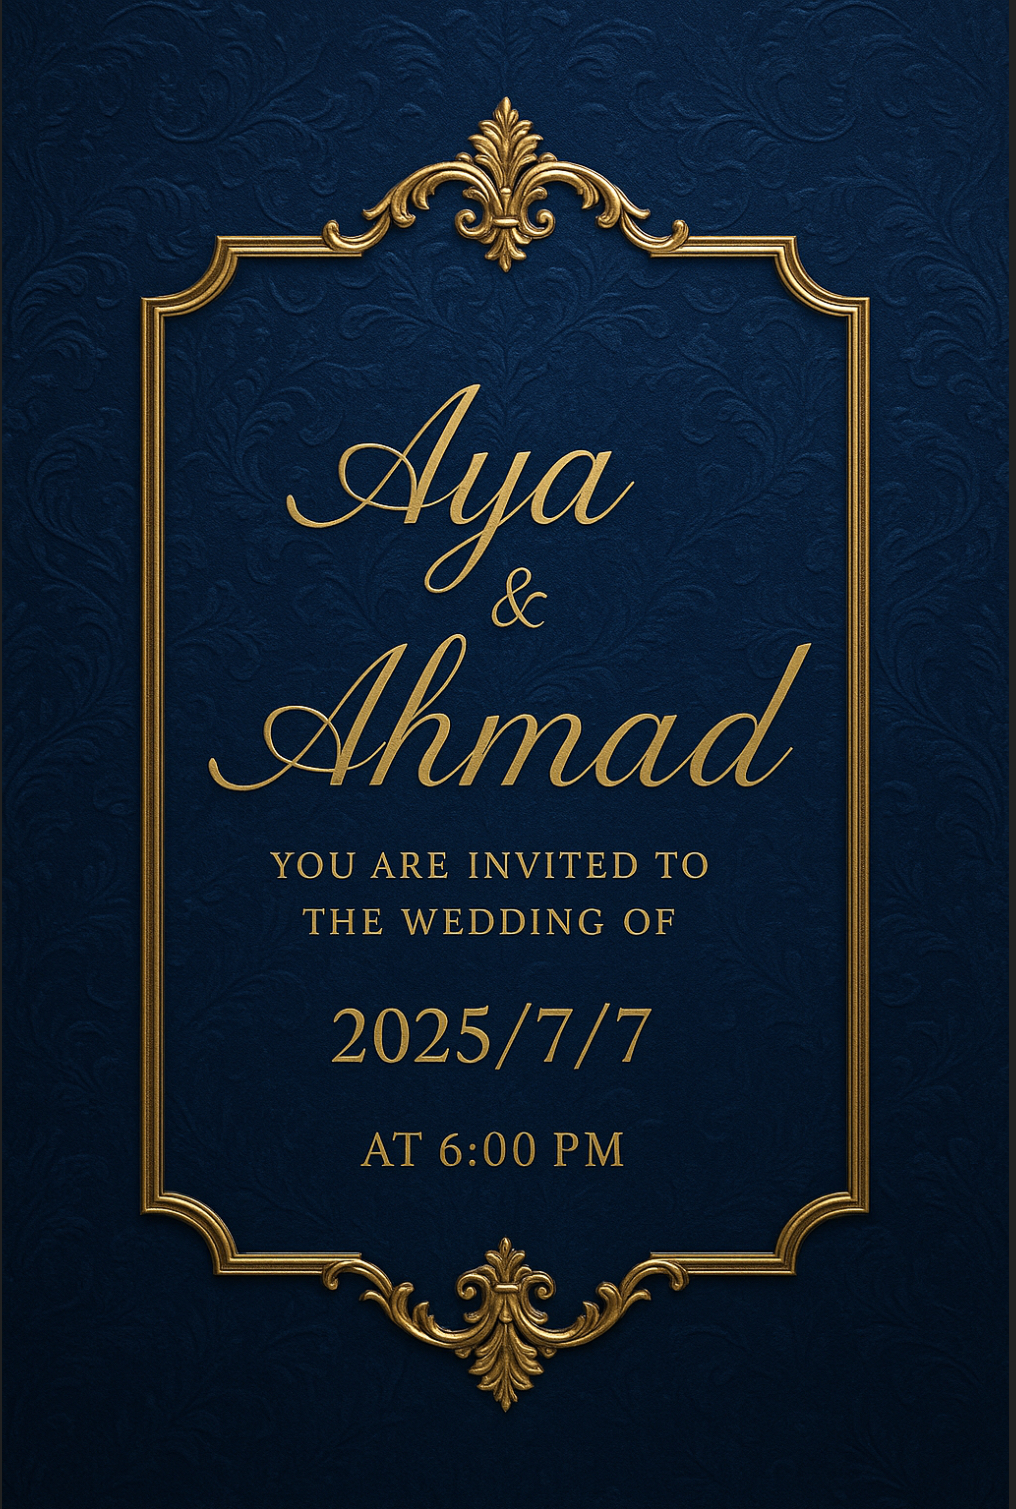 Aya
&
Ahmad
YOU ARE INVITED TO
THE WEDDING OF
2025/7/7
AT 6:00 PM